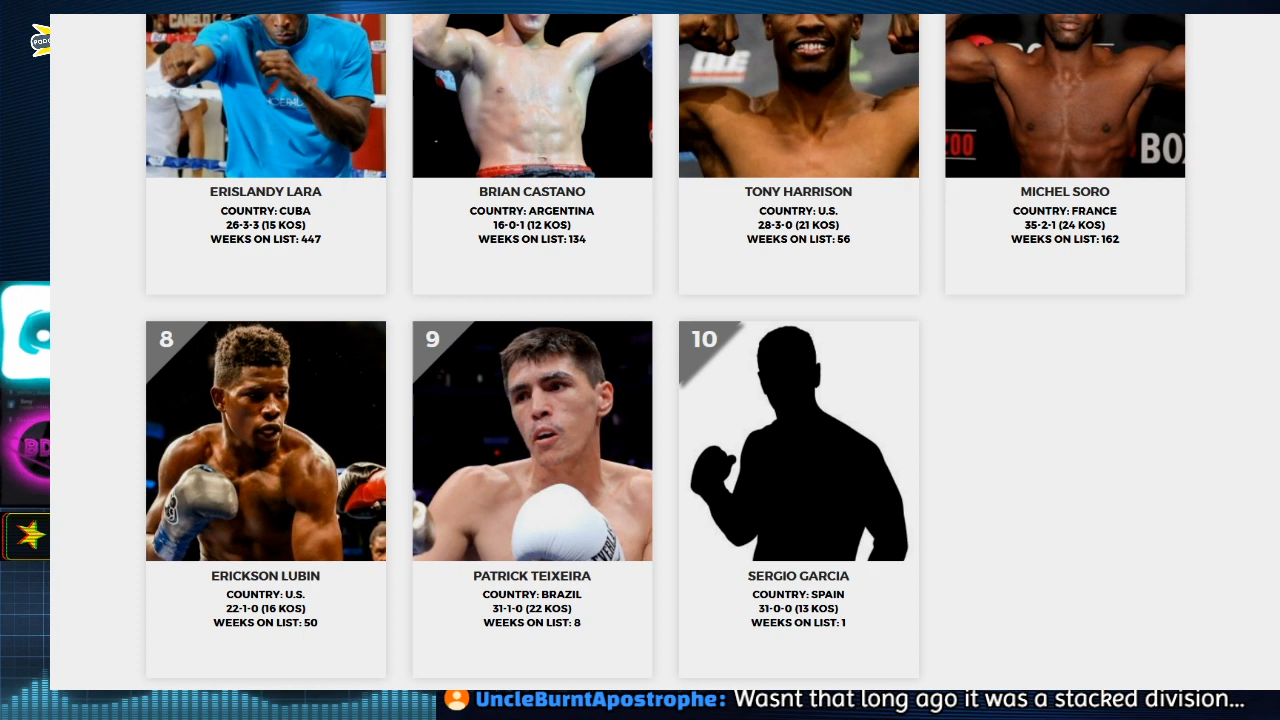 CANELO
200
BOX
ERISLANDY LARA
COUNTRY: CUBA
26-3-3 (15 KOS)
WEEKS ON LIST: 447
BRIAN CASTANO
COUNTRY: ARGENTINA
16-0-1 (12 KOS)
WEEKS ON LIST: 134
TONY HARRISON
COUNTRY: U.S.
28-3-0 (21 KOS)
WEEKS ON LIST: 56
MICHEL SORO
COUNTRY: FRANCE
35-2-1 (24 KOS)
WEEKS ON LIST: 162
8
ERICKSON LUBIN
COUNTRY: U.S.
22-1-0 (16 KOS)
WEEKS ON LIST: 50
9
PATRICK TEIXEIRA
COUNTRY: BRAZIL
31-1-0 (22 KOS)
WEEKS ON LIST: 8
10
SERGIO GARCIA
COUNTRY: SPAIN
31-0-0 (13 KOS)
WEEKS ON LIST: 1
BD
UncleBurntApostrophe: Wasnt that long ago it was a stacked division...